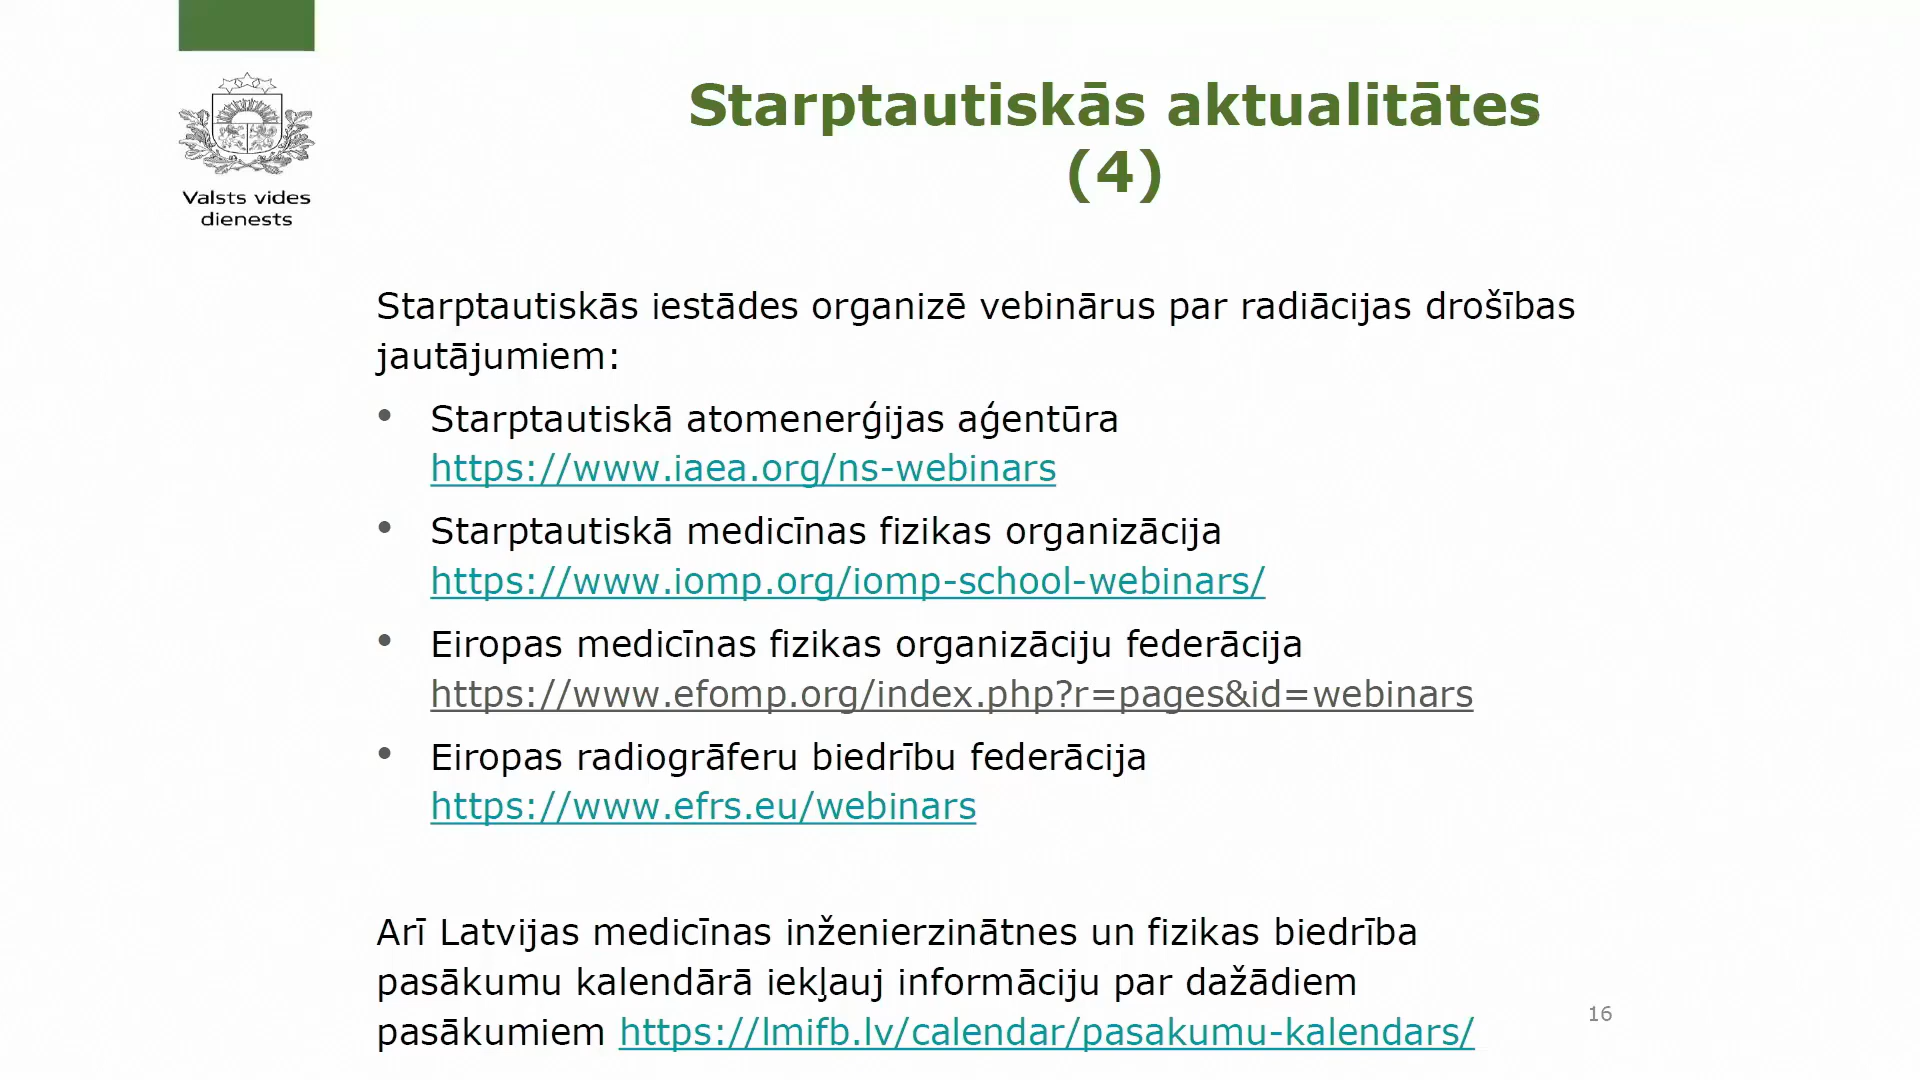 Valsts vides
dienests
Starptautiskās aktualitātes
(4)
Starptautiskās iestādes organizē vebinārus par radiācijas drošības
jautājumiem:
• Starptautiskā atomenerģijas aģentūra
https://www.iaea.org/ns-webinars
• Starptautiskā medicīnas fizikas organizācija
https://www.iomp.org/iomp-school-webinars/
• Eiropas medicīnas fizikas organizāciju federācija
https://www.efomp.org/index.php?r=pages&id=webinars
• Eiropas radiogrāferu biedrību federācija
https://www.efrs.eu/webinars
Arī Latvijas medicīnas inženierzinātnes un fizikas biedrība
pasākumu kalendārā iekļauj informāciju par dažādiem
pasākumiem https://lmifb.lv/calendar/pasakumu-kalendars/
16